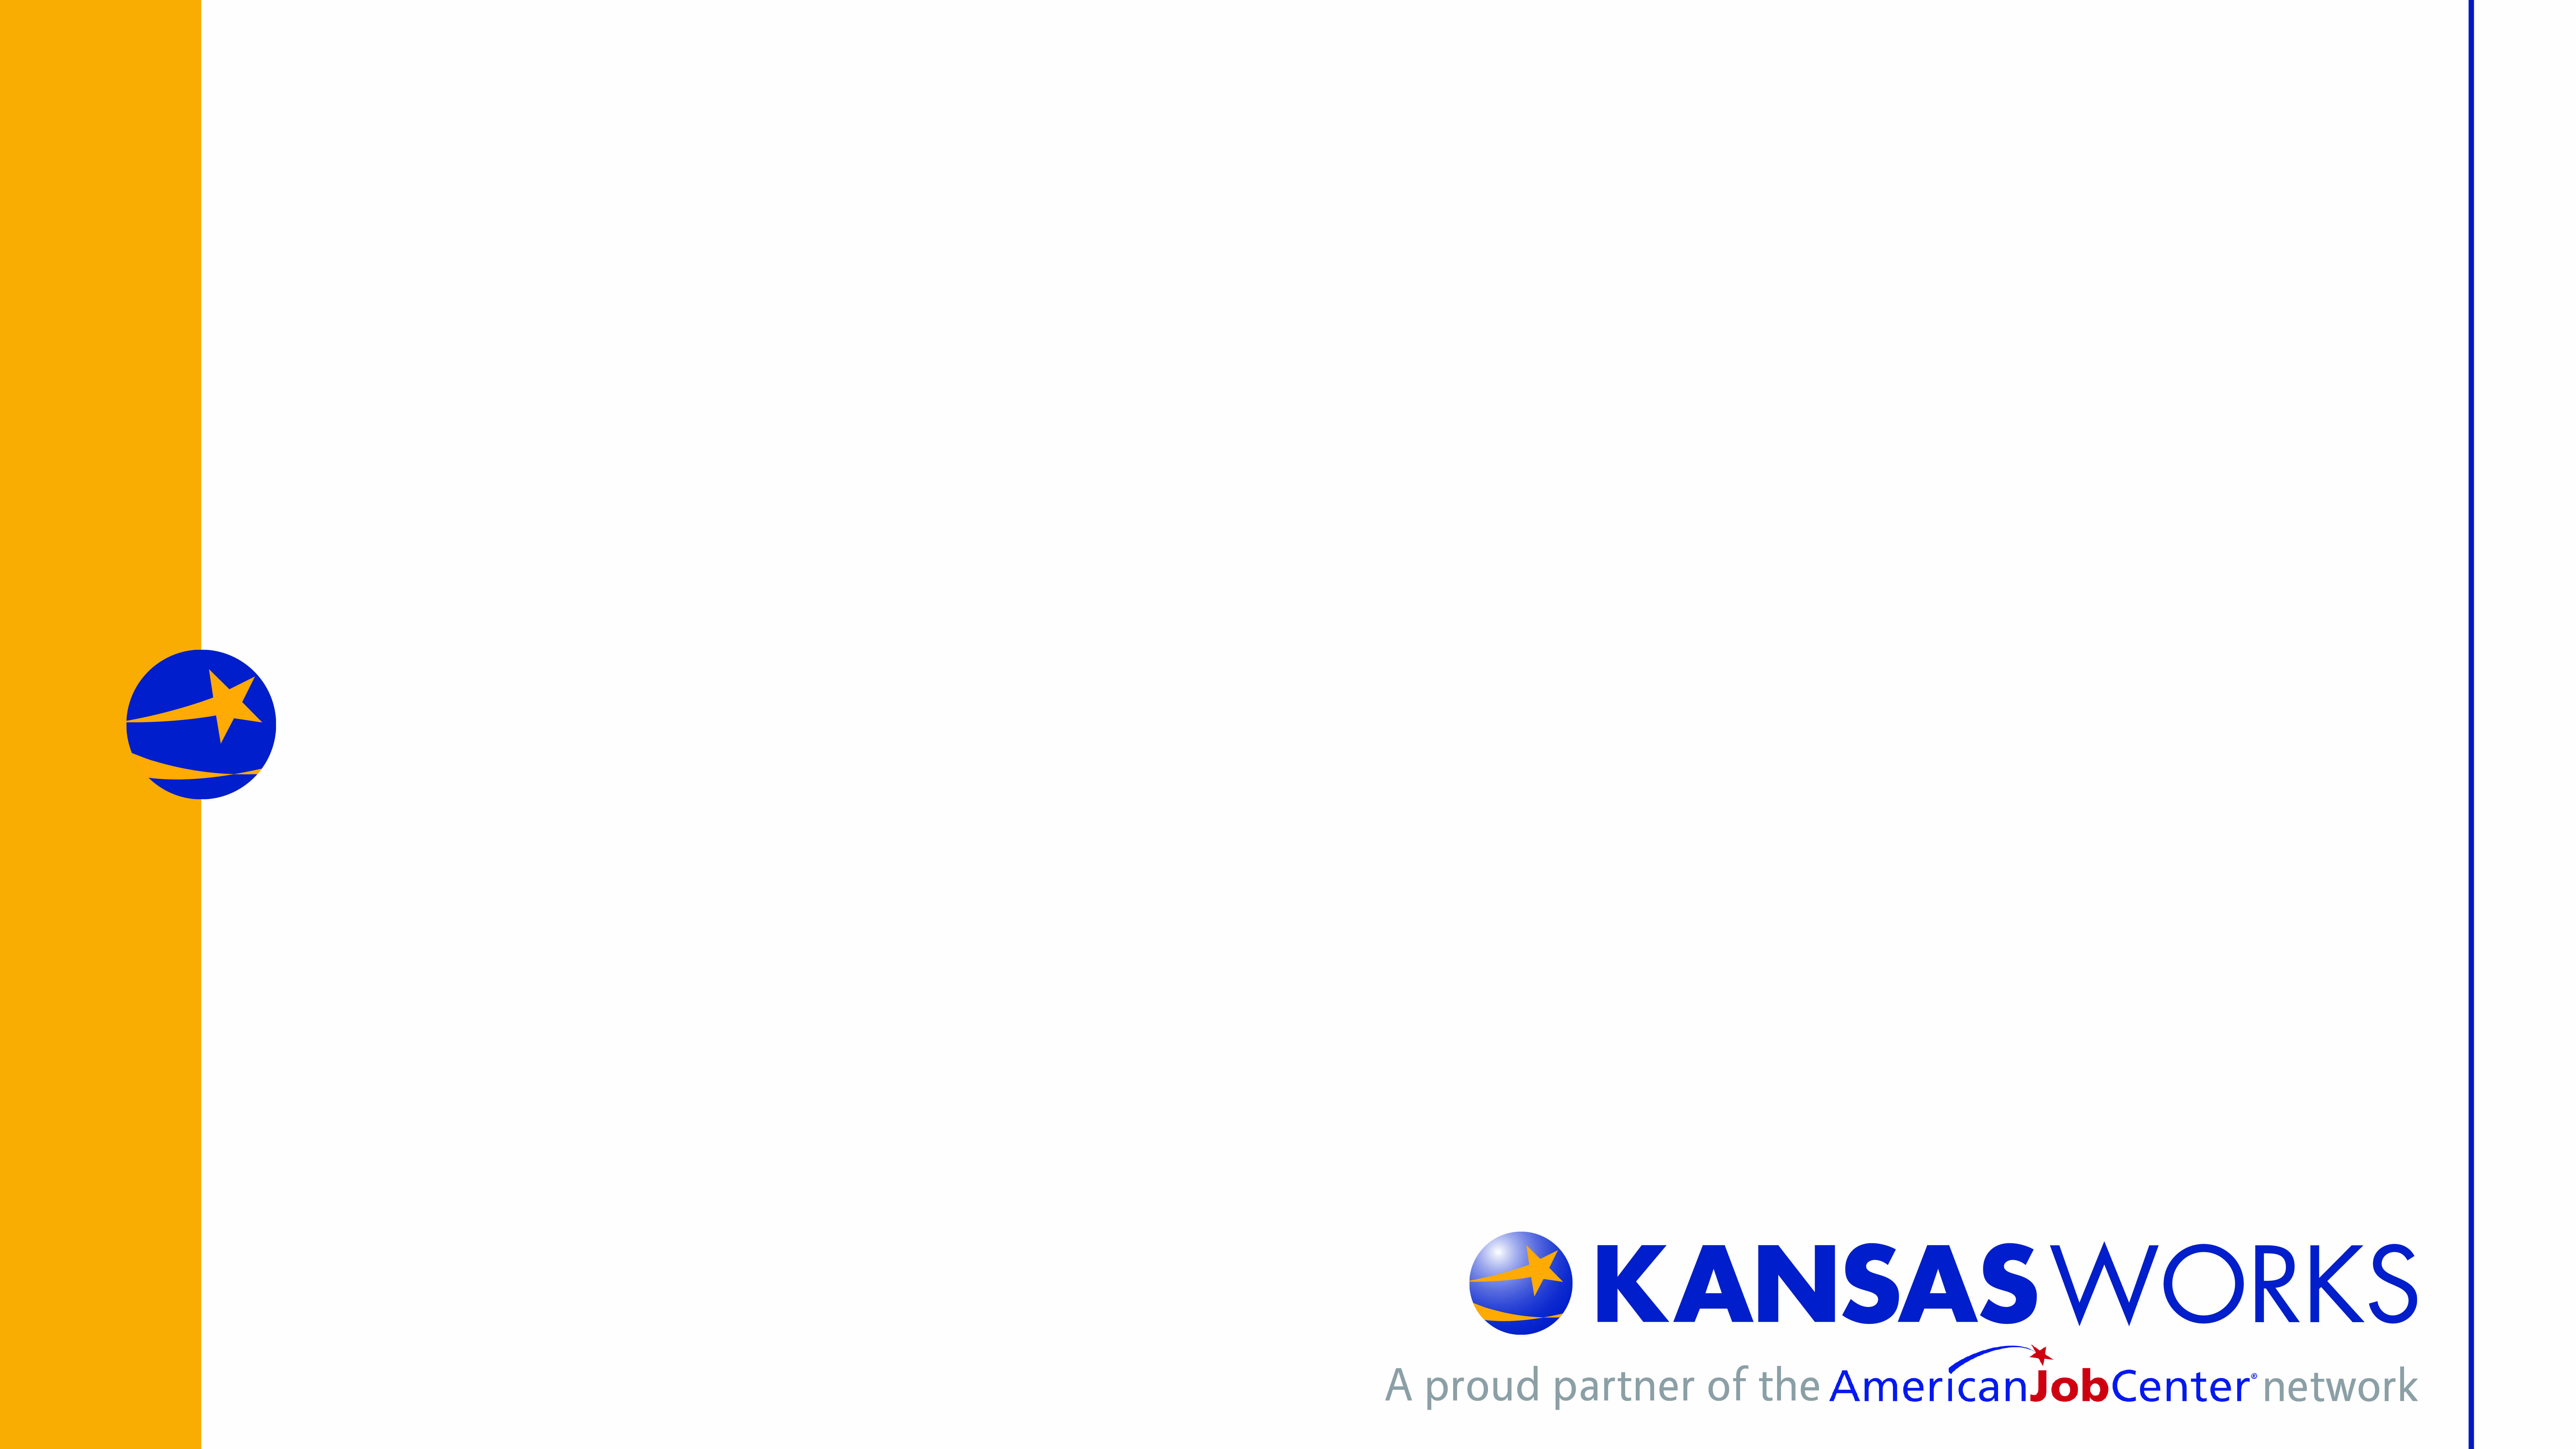 KANSASWORKS
A proud partner of the AmericanJobCenter® network